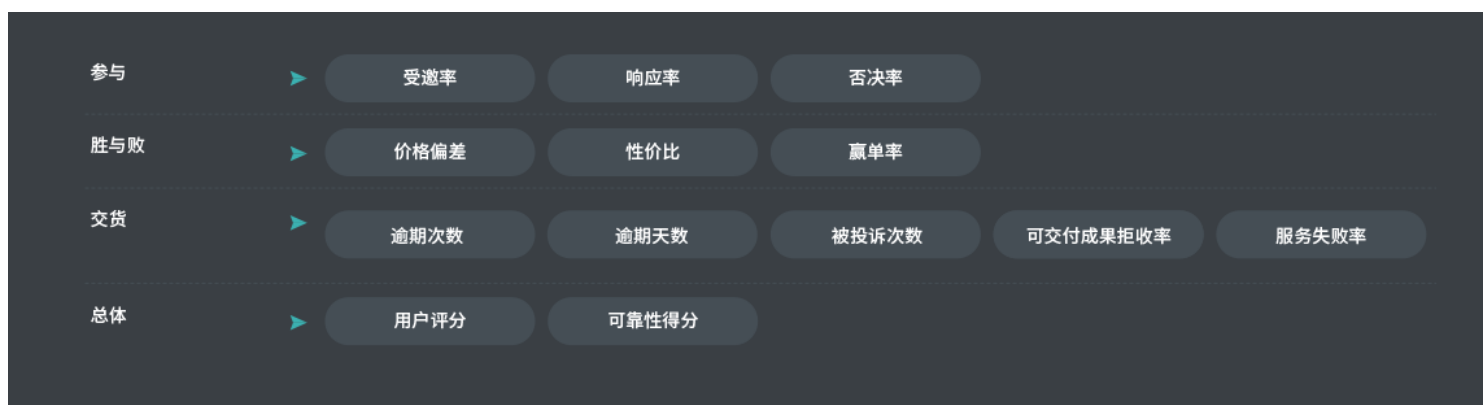 参与 受邀率 响应率 否决率
胜与败 价格偏差 性价比 赢单率
交货 逾期次数 逾期天数 被投诉次数 可交付成果拒收率 服务失败率
总体 用户评分 可靠性得分